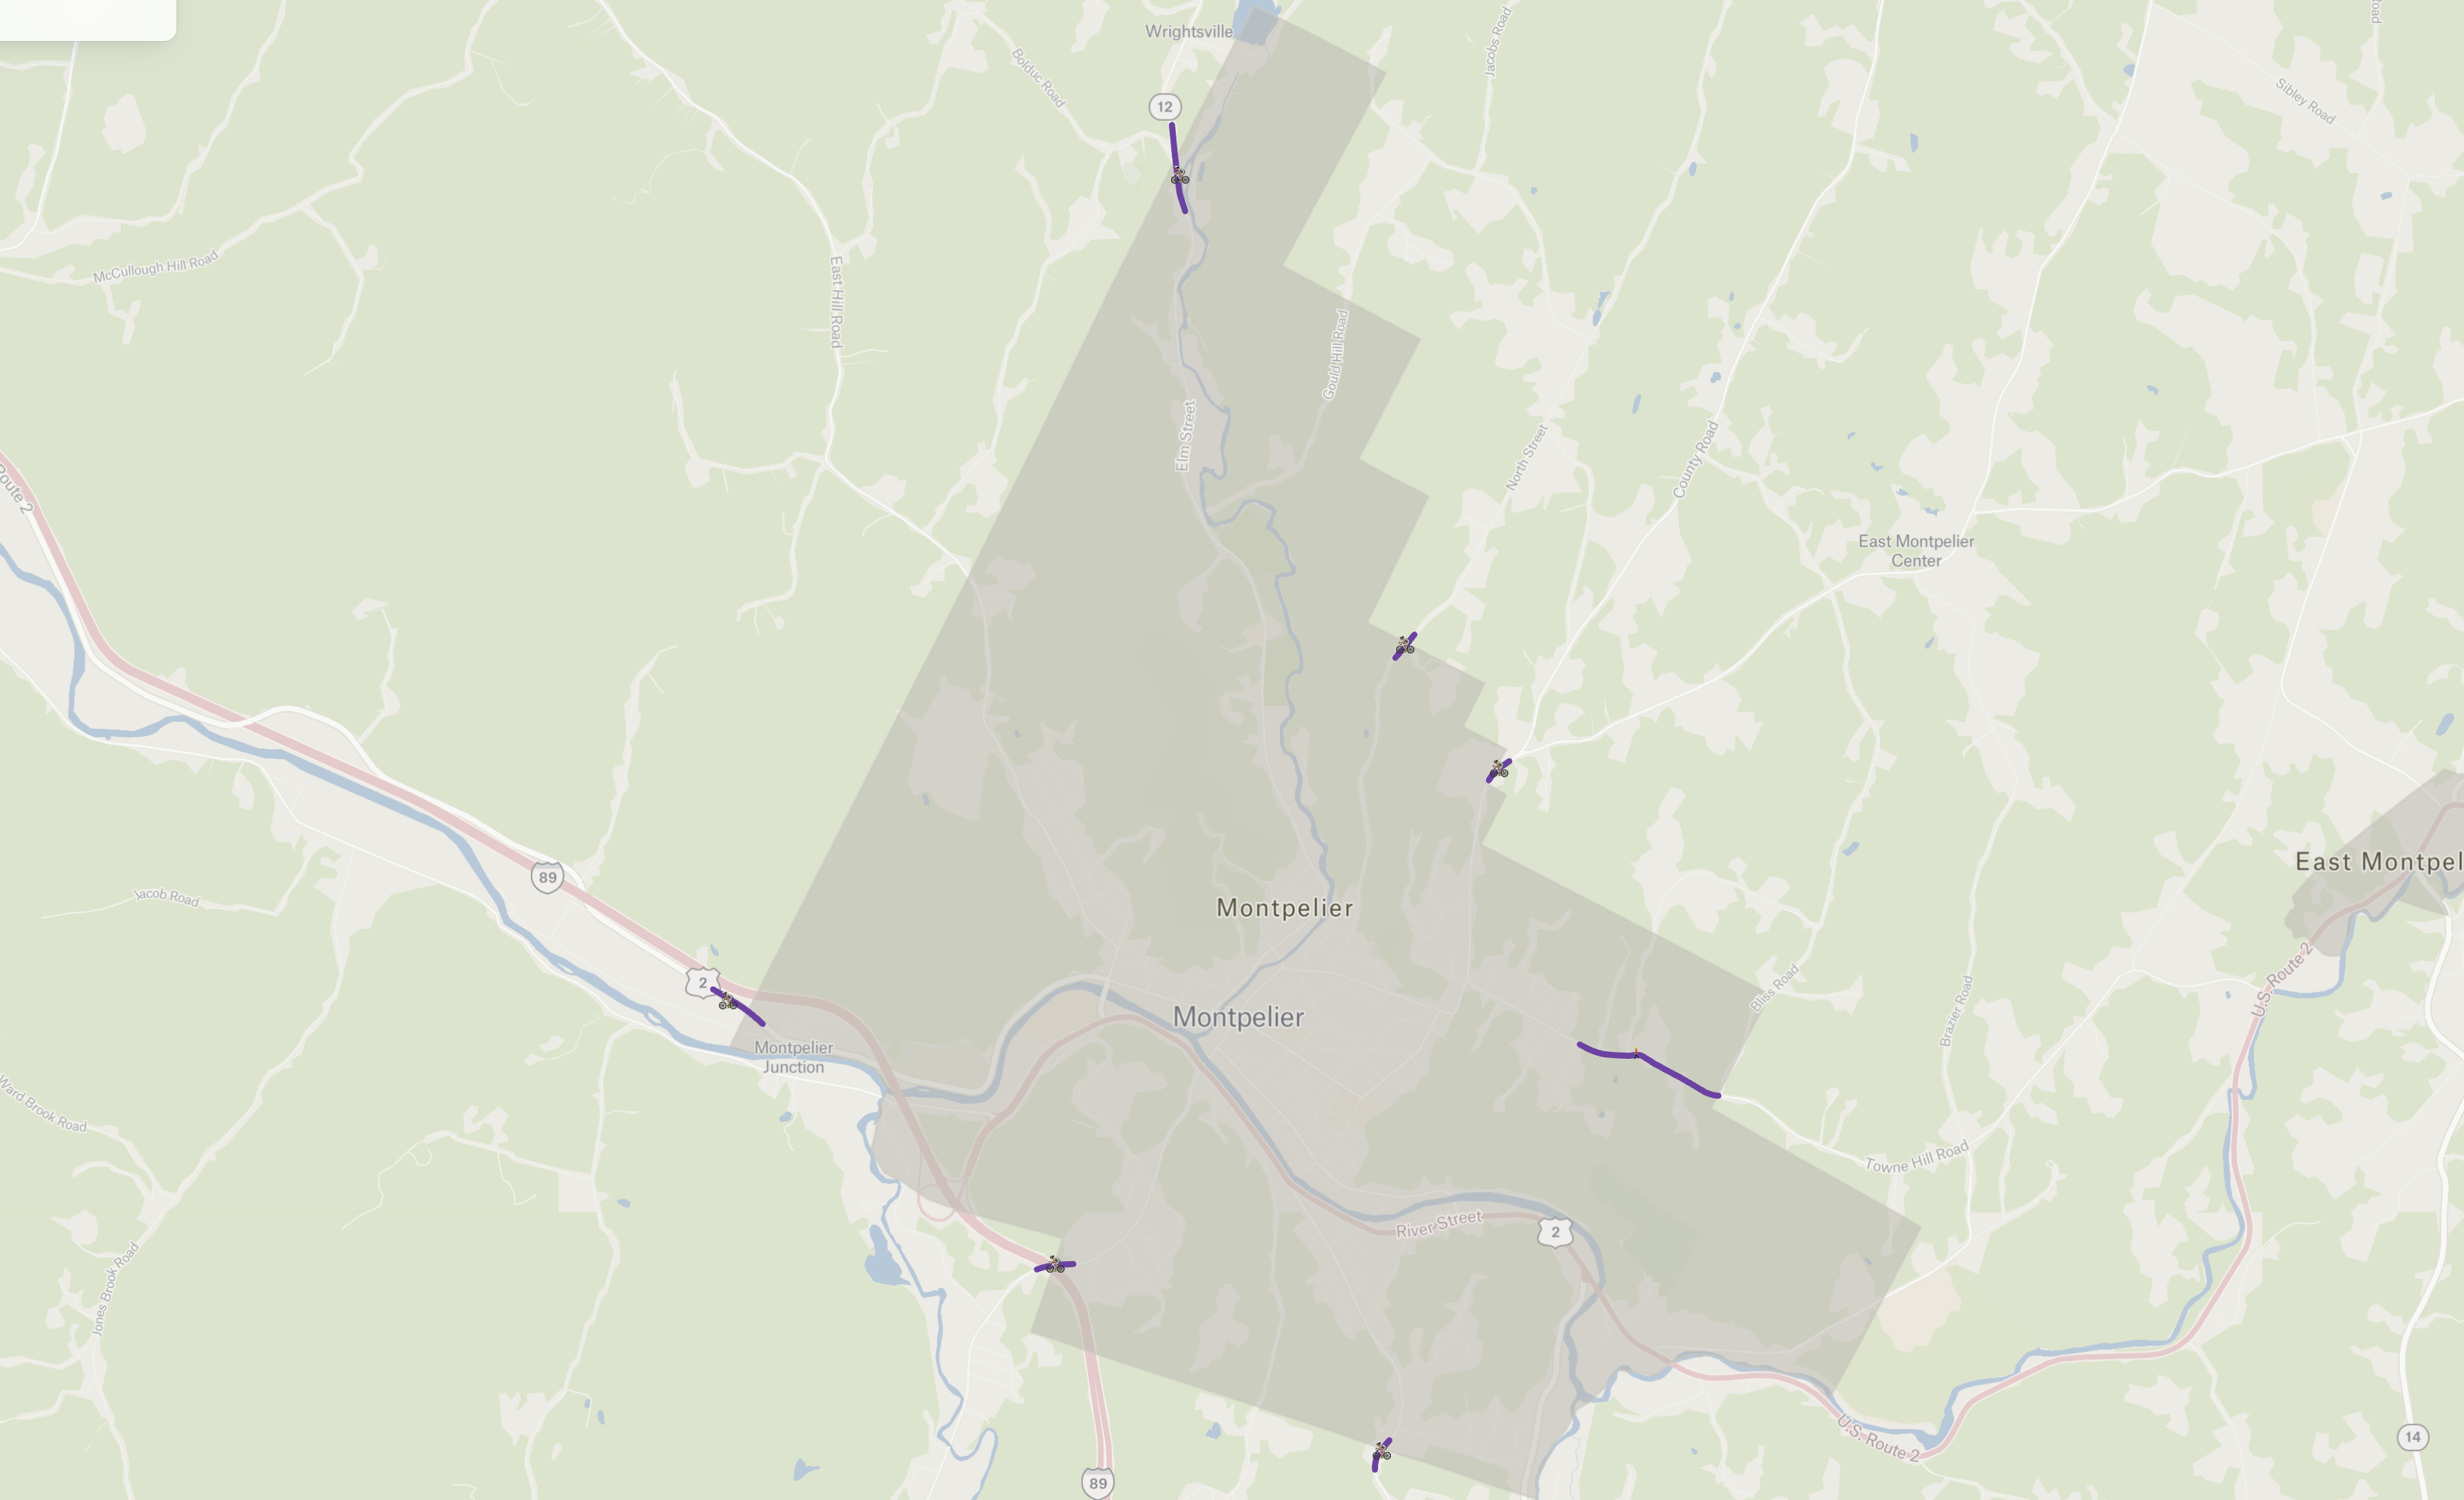 Wrightsville
Bolduc Road
Jacobs Road
Road
Sibley Road
12
McCullough Hill Road
East Hill Road
Gould Hill Road
Elm Street
North Street
County Road
Route 2
East Montpelier
Center
89
Jacob Road
East Montpel
Montpelier
2
Montpelier
Bliss Road
U.S. Route 2
Brazier Road
Montpelier
Junction
Ward Brook Road
Towne Hill Road
River Street
2
Jones Brook Road
U.S. Route 2
14
89